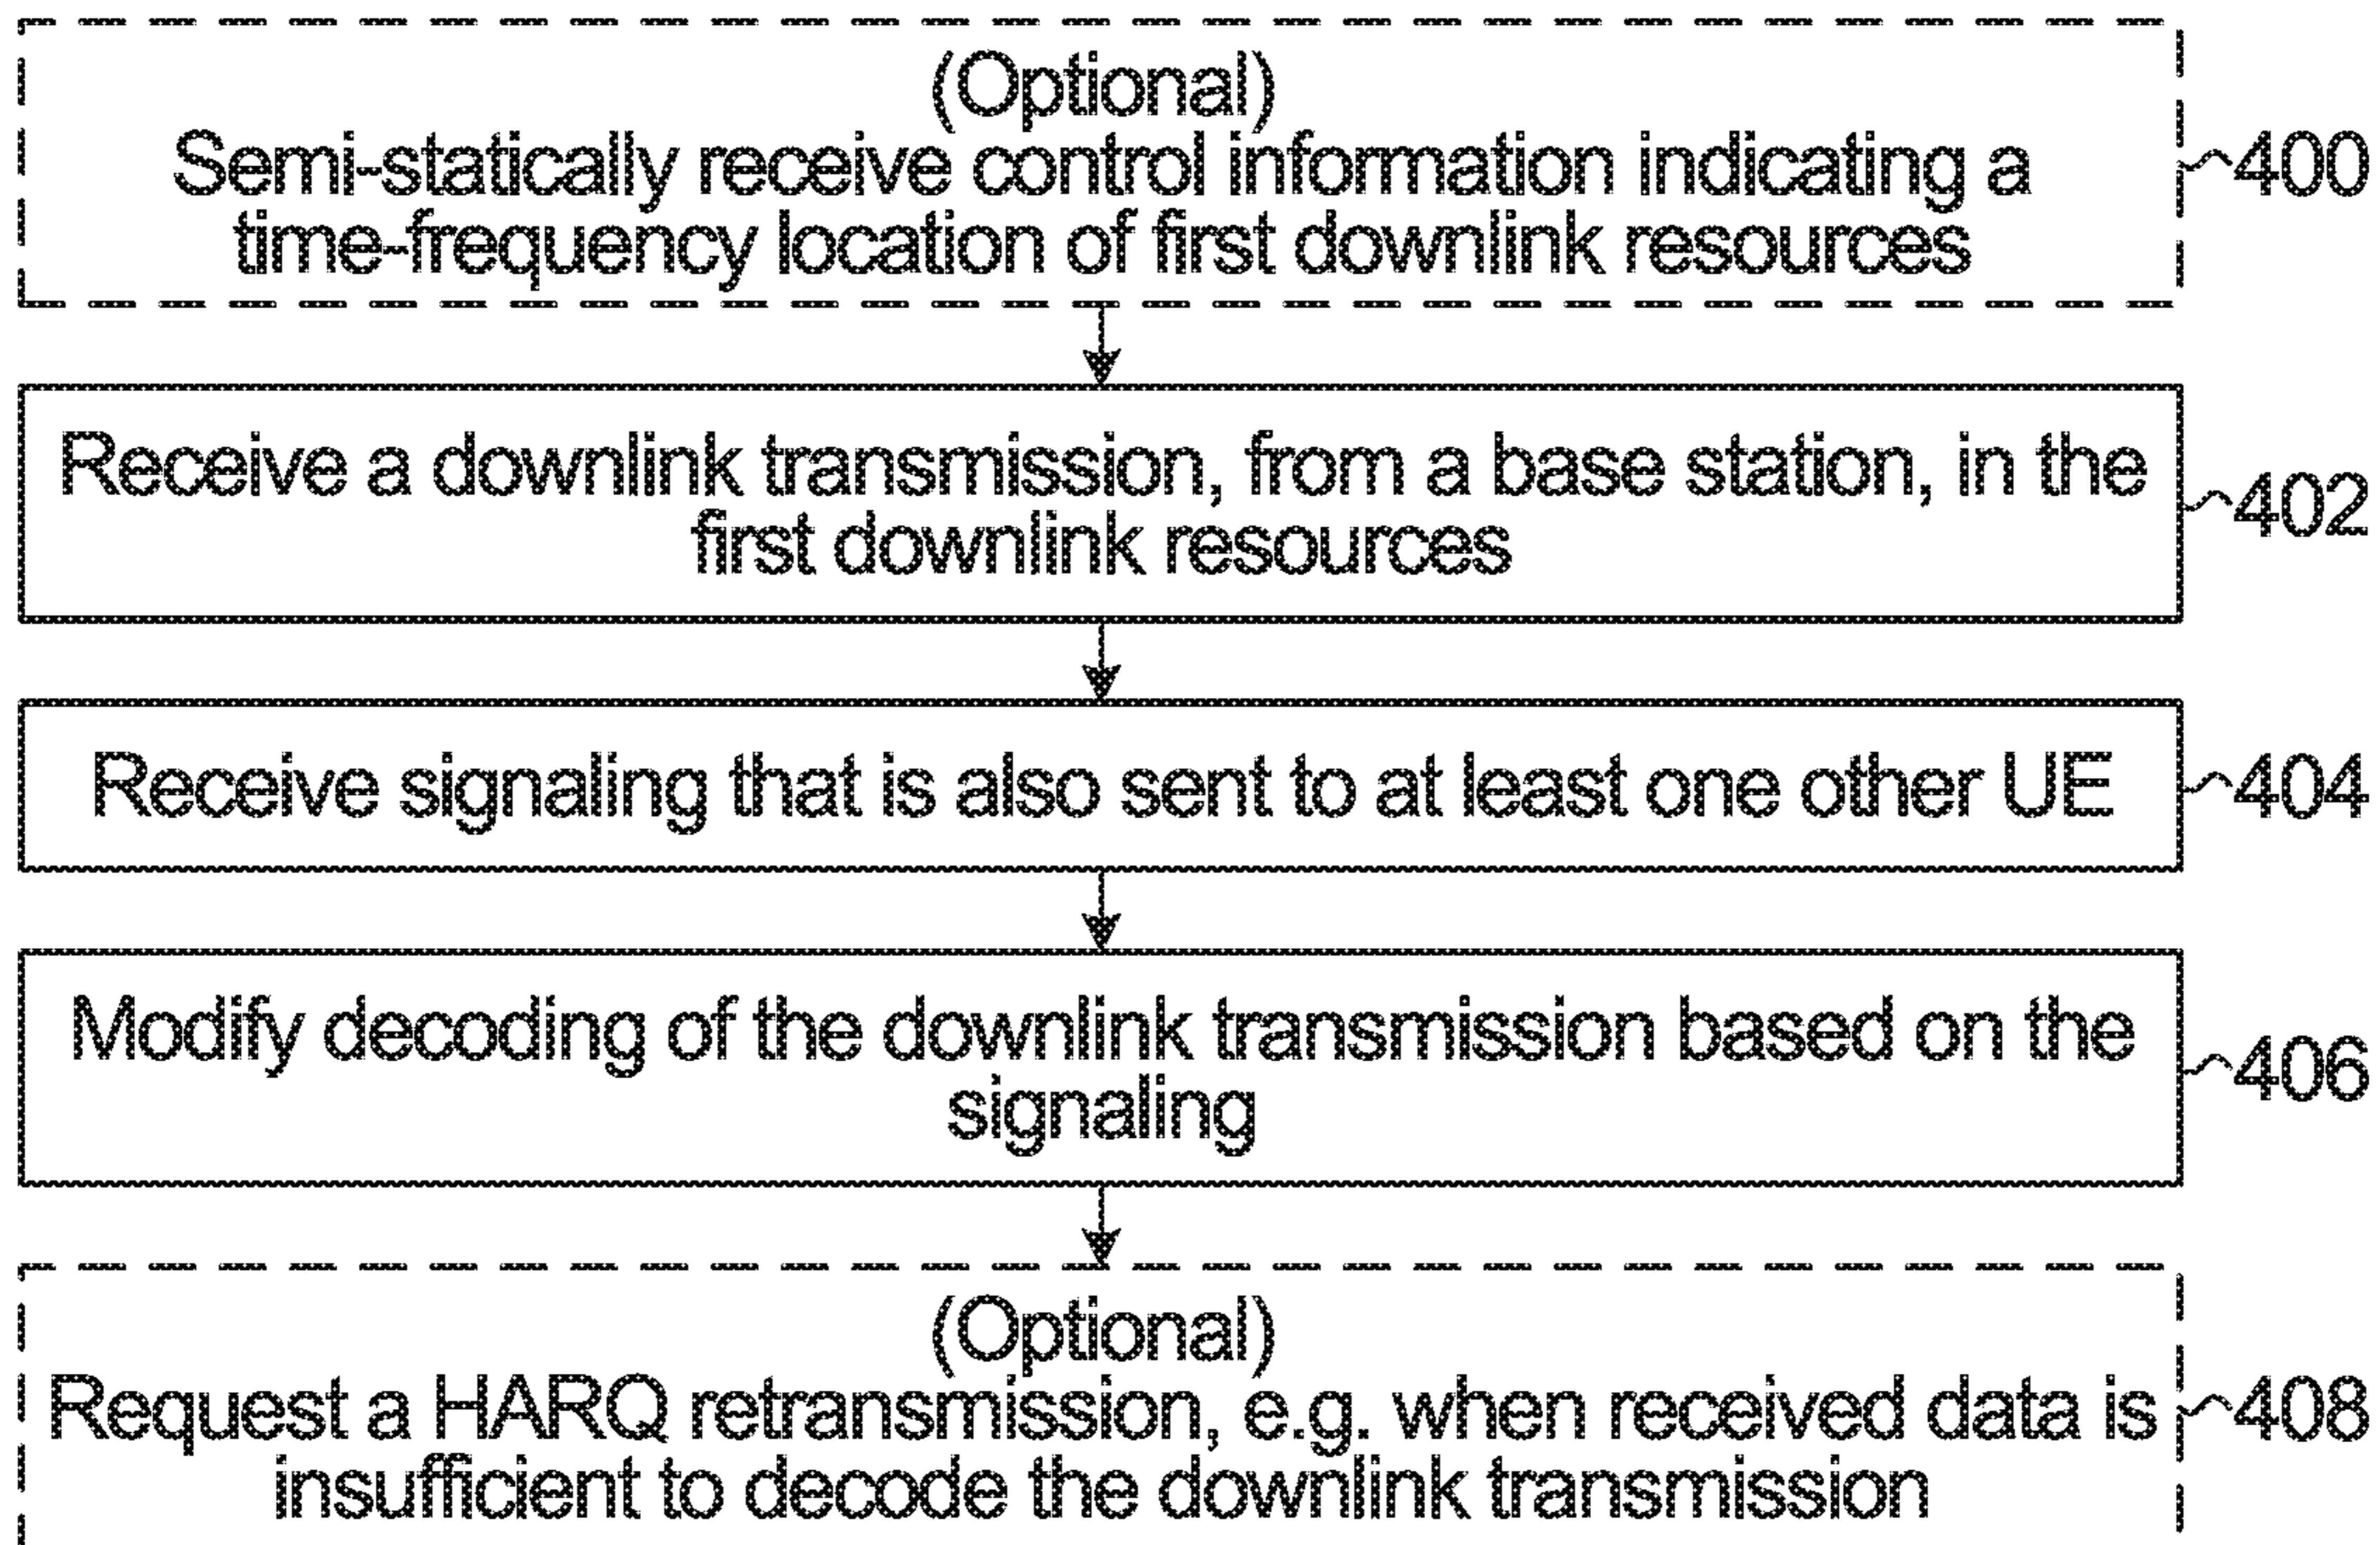 (Optional)
Semi-statically receive control information indicating a
time-frequency location of first downlink resources
400
Receive a downlink transmission, from a base station, in the
first downlink resources
402
Receive signaling that is also sent to at least one other UE
404
Modify decoding of the downlink transmission based on the
signaling
406
(Optional)
Request a HARQ retransmission, e.g. when received data is
insufficient to decode the downlink transmission
408